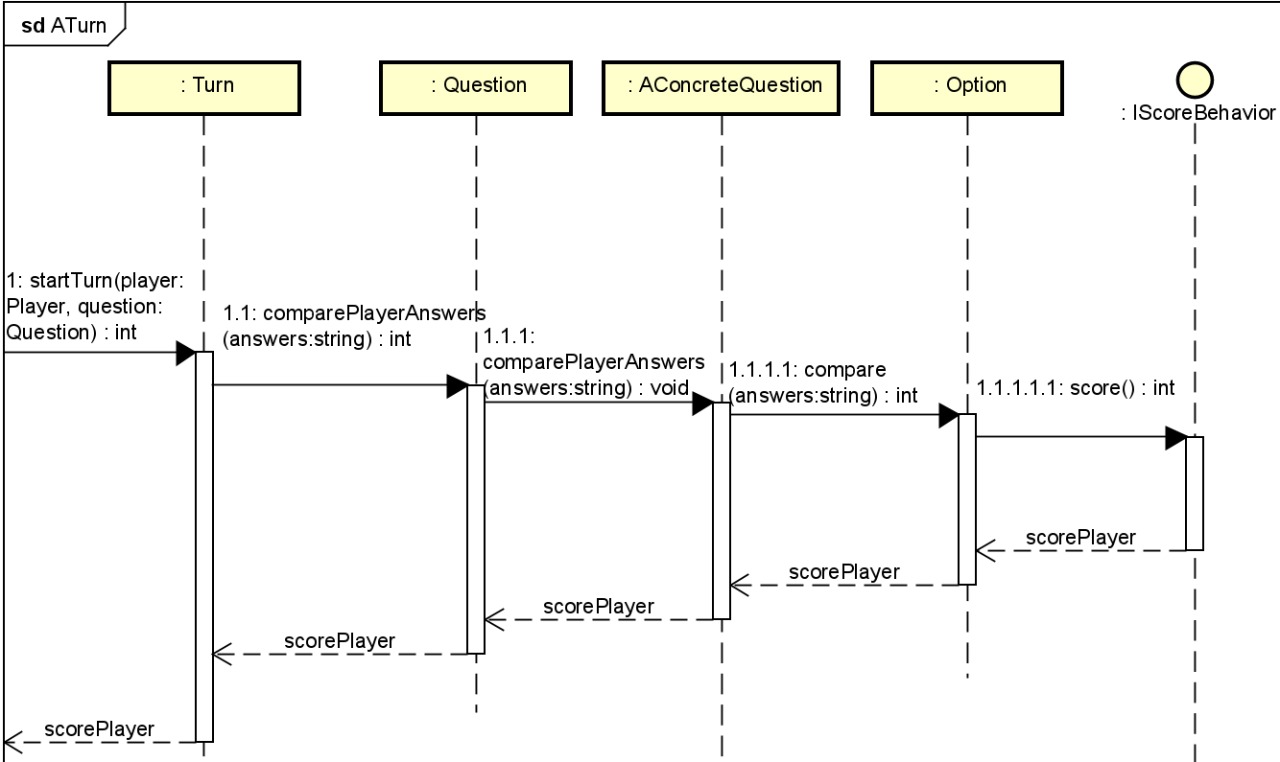 sd ATurn
: Turn
: Question
: AConcreteQuestion
: Option
: IScoreBehavior
1: startTurn(player:
Player, question:
Question) : int
1.1: comparePlayerAnswers
(answers:string) : int
1.1.1:
comparePlayerAnswers
(answers:string) : void
1.1.1.1: compare
(answers:string) : int
1.1.1.1.1: score() : int
scorePlayer
scorePlayer
scorePlayer
scorePlayer
scorePlayer